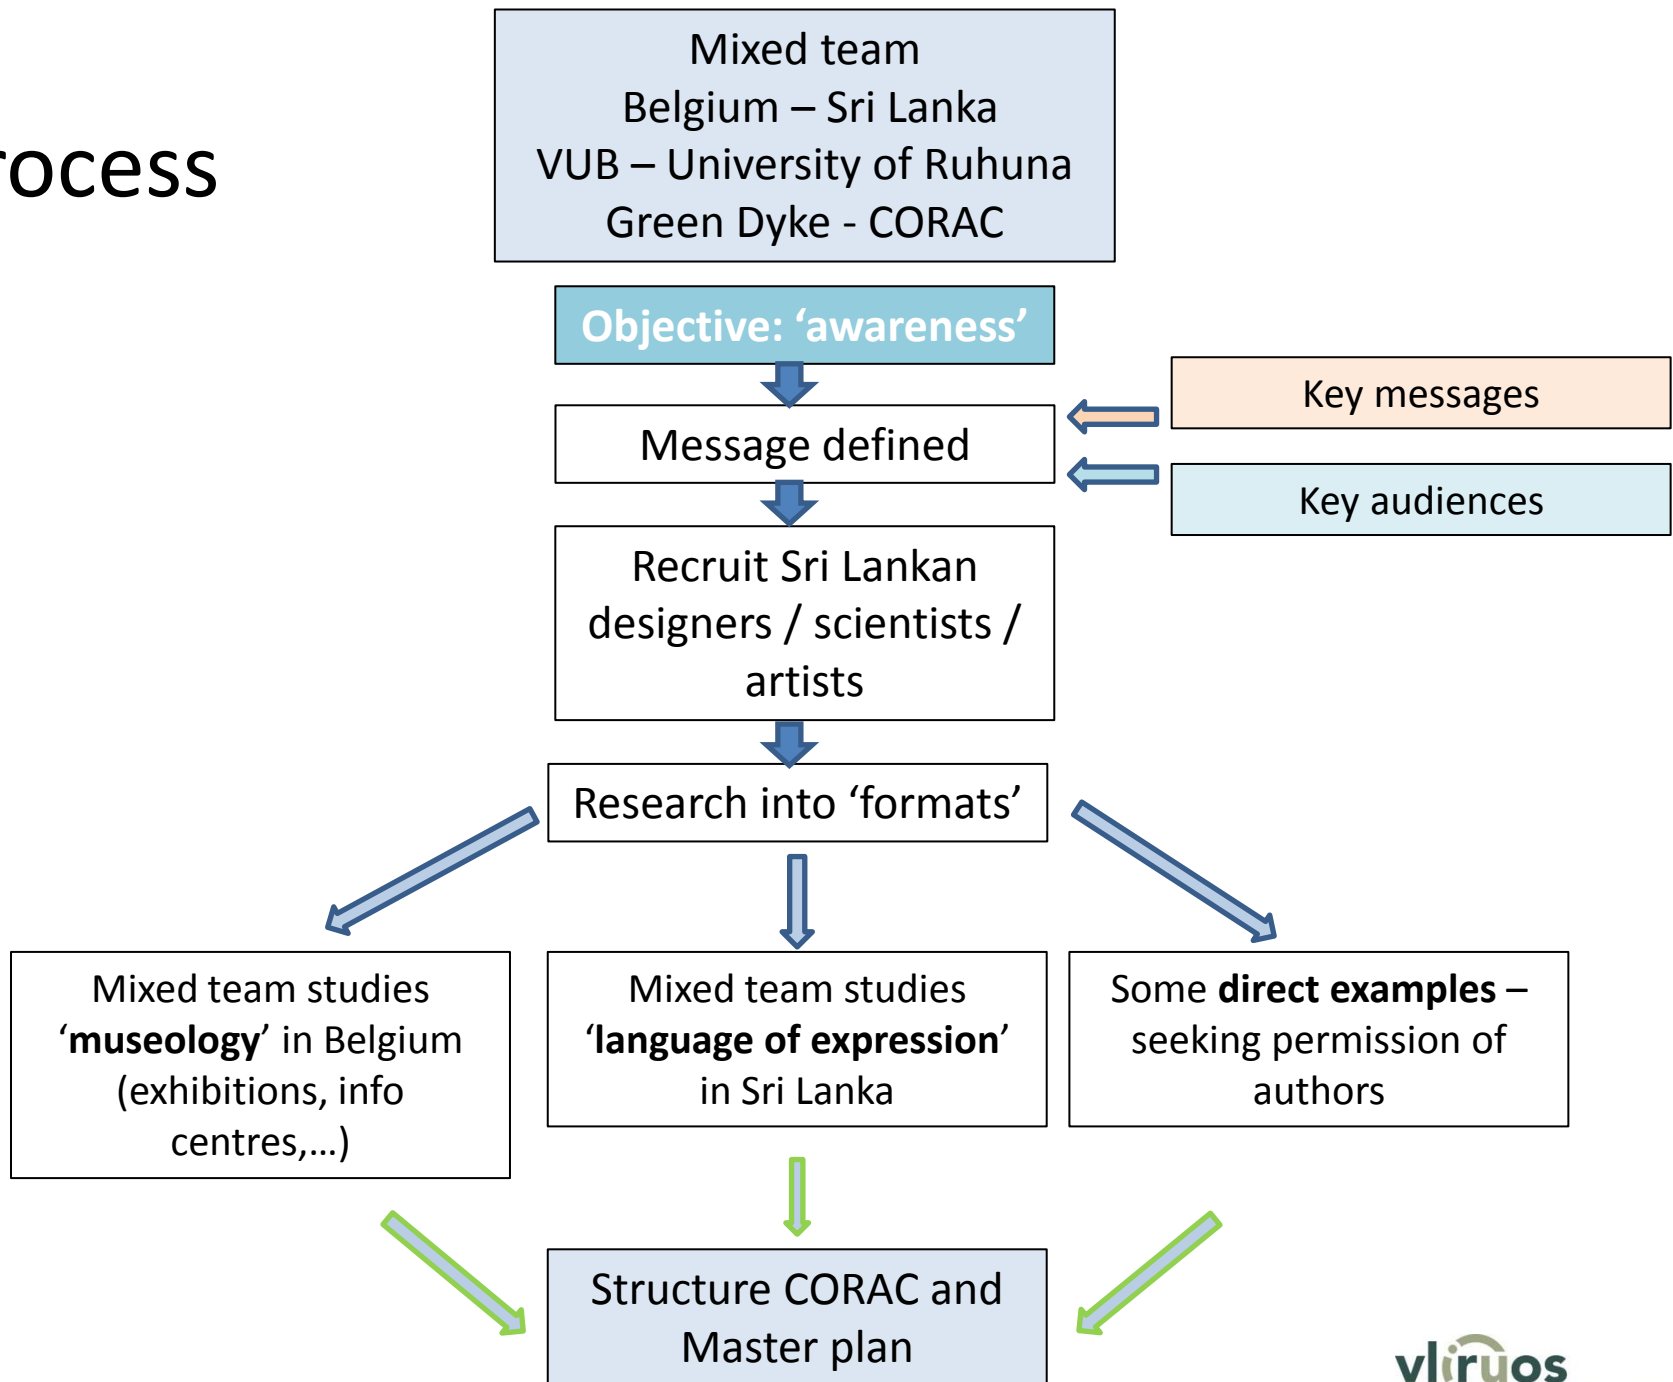 rocess
Mixed team
Belgium – Sri Lanka
VUB – University of Ruhuna
Green Dyke - CORAC
Objective: ‘awareness’
Message defined
Key messages
Key audiences
Recruit Sri Lankan
designers / scientists /
artists
Research into ‘formats’
Mixed team studies
‘museology’ in Belgium
(exhibitions, info
centres,...)
Mixed team studies
‘language of expression’
in Sri Lanka
Some direct examples –
seeking permission of
authors
Structure CORAC and
Master plan
vliruos